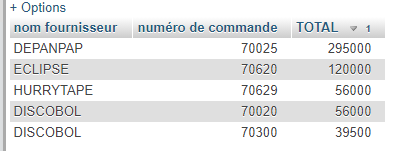 + Options
nom fournisseur numéro de commande TOTAL 1
DEPANPAP 70025 295000
ECLIPSE 70620 120000
HURRYTAPE 70629 56000
DISCOBOL 70020 56000
DISCOBOL 70300 39500